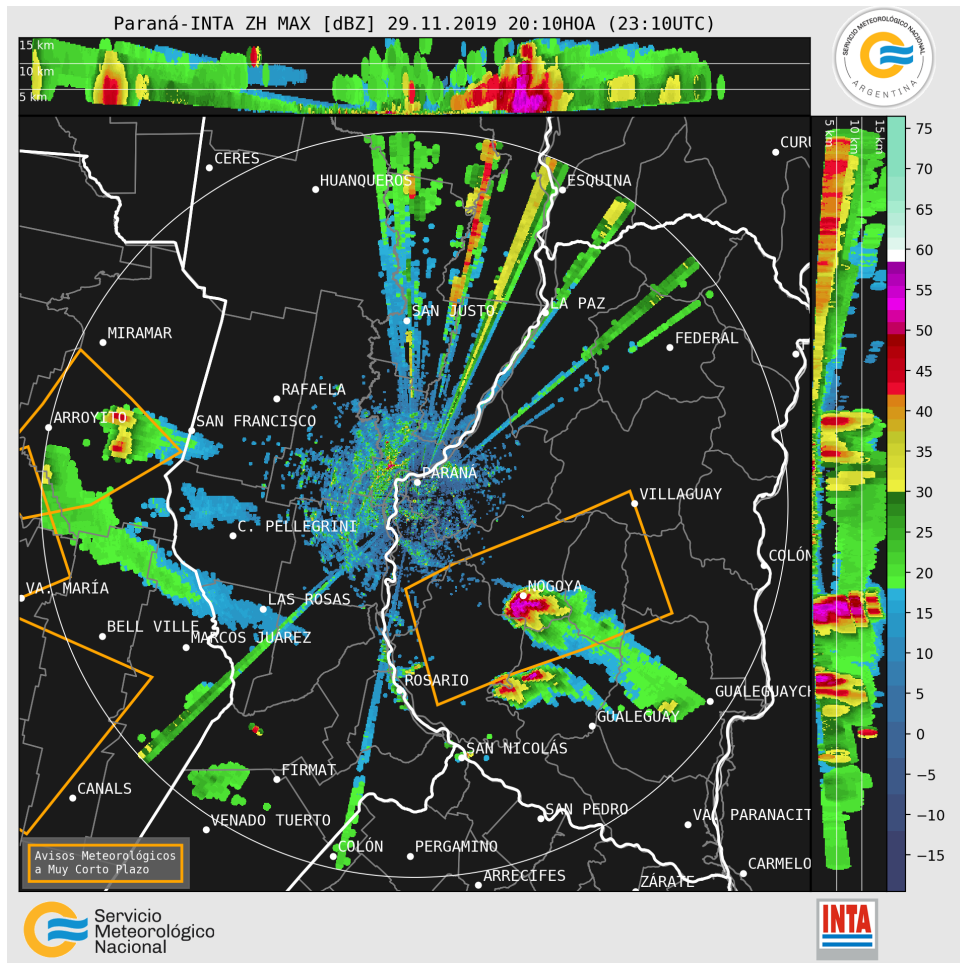 Paraná-INTA ZH MAX [dBZ] 29.11.2019 20:10HOA (23:10UTC)
SERVICIO METEOROLÓGICO NACIONAL
ARGENTINA
15 km
10 km
5 km
5 km
10 km
15 km
CERES
CURU
HUANQUEROS
ESQUINA
SAN JUSTO
LA PAZ
MIRAMAR
FEDERAL
RAFAELA
ARROYITO
SAN FRANCISCO
PARANÁ
VILLAGUAY
C. PELLEGRINI
COLÓN
VA. MARÍA
NOGOYA
LAS ROSAS
BELL VILLE
MARCOS JUÁREZ
ROSARIO
GUALEGUAYCH
GUALEGUAY
SAN NICOLÁS
FIRMAT
CANALS
SAN PEDRO
VENADO TUERTO
VAL PARANACIT
COLÓN
PERGAMINO
CARMELO
ARRECIFES
ZÁRATE
75
70
65
60
55
50
45
40
35
30
25
20
15
10
5
0
−5
−10
−15
Avisos Meteorológicos
a Muy Corto Plazo
Servicio
Meteorológico
Nacional
INTA